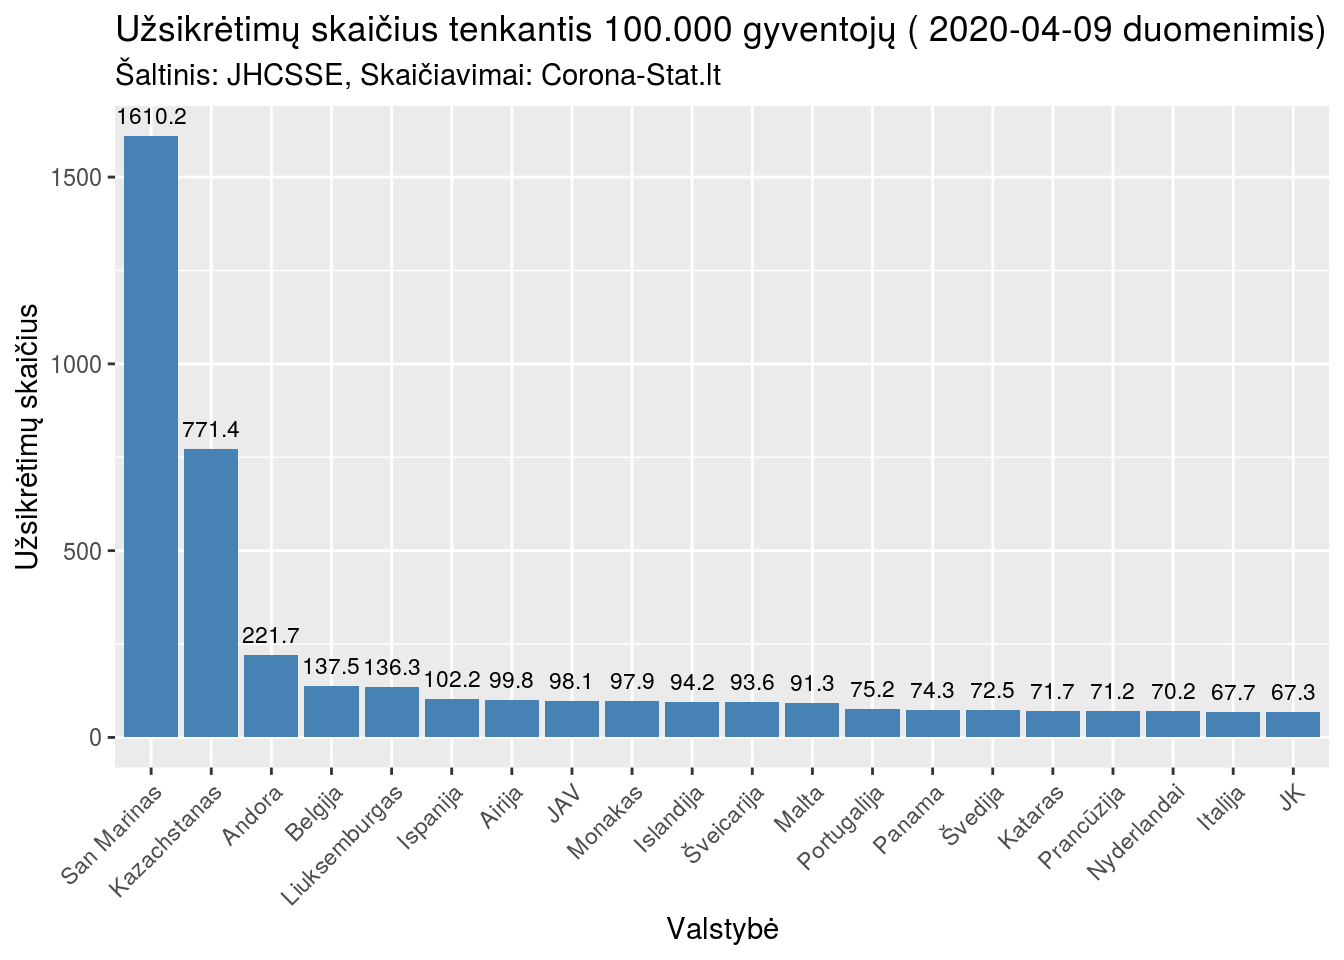 Užsikrėtimų skaičius tenkantis 100.000 gyventojų ( 2020-04-09 duomenimis)
Šaltinis: JHCSSE, Skaičiavimai: Corona-Stat.lt
Užsikrėtimų skaičius
1500
1000
500
0
1610.2
771.4
221.7
137.5
136.3
102.2
99.8
98.1
97.9
94.2
93.6
91.3
75.2
74.3
72.5
71.7
71.2
70.2
67.7
67.3
San Marinas
Kazachstanas
Andora
Belgija
Liuksemburgas
Ispanija
Airija
JAV
Monakas
Islandija
Šveicarija
Malta
Portugalija
Panama
Švedija
Kataras
Prancūzija
Nyderlandai
Italija
JK
Valstybė